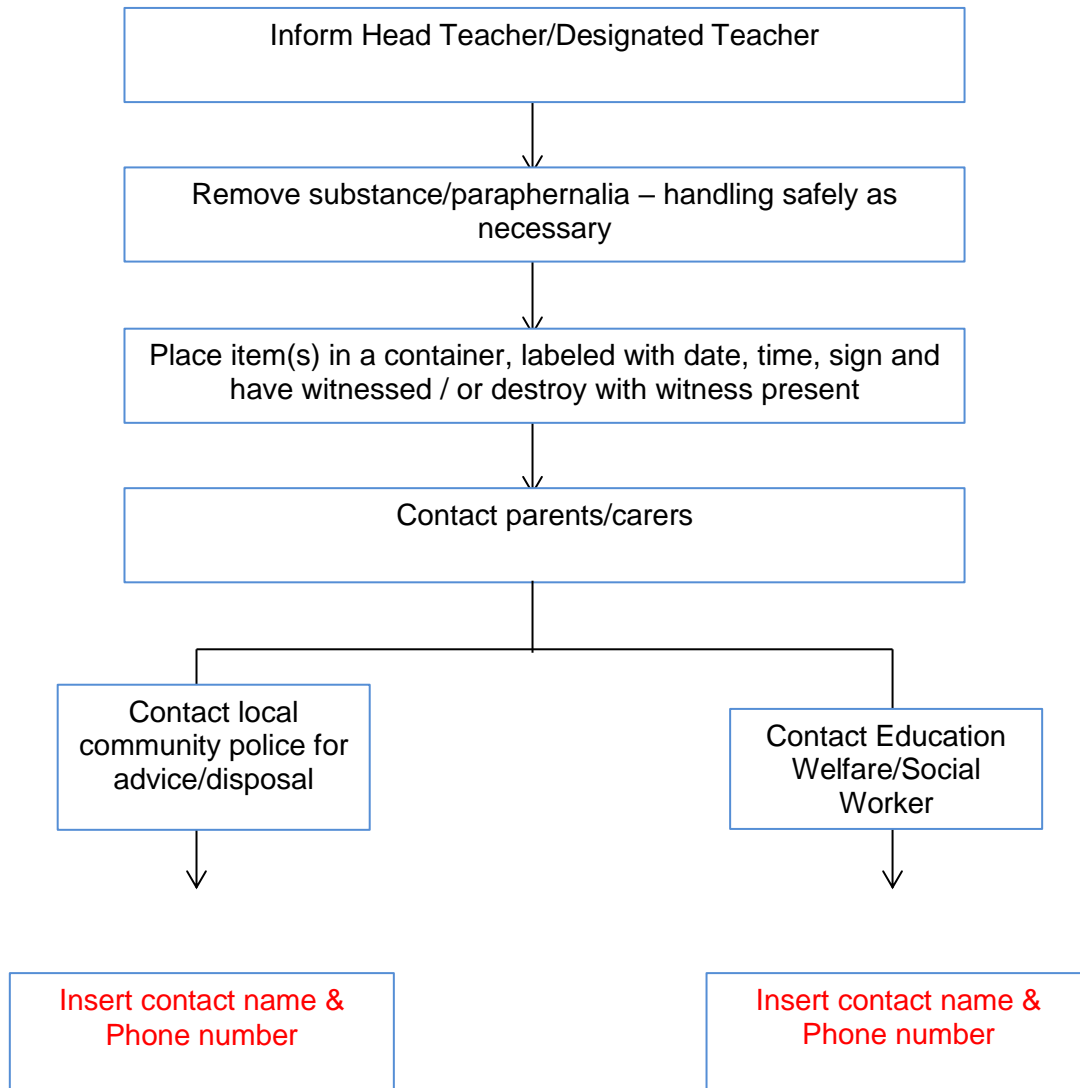 Inform Head Teacher/Designated Teacher
Remove substance/paraphernalia – handling safely as
necessary
Place item(s) in a container, labeled with date, time, sign and
have witnessed / or destroy with witness present
Contact parents/carers
Contact local
community police for
advice/disposal
Contact Education
Welfare/Social
Worker
Insert contact name &
Phone number
Insert contact name &
Phone number